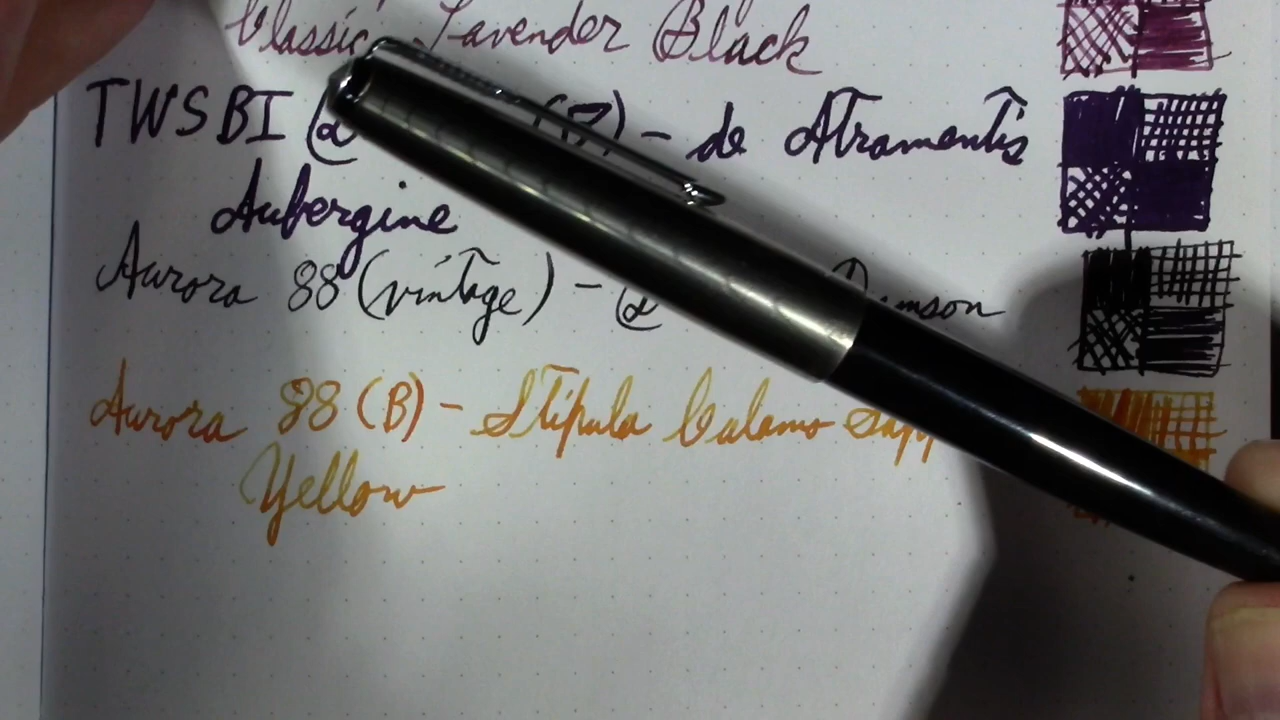 Classic Lavender Black
TWSBI (F) - de Atramentis
Aubergine
Aurora 88 (vintage) -
Aurora 88 (B) - Stipula Calamo
Yellow